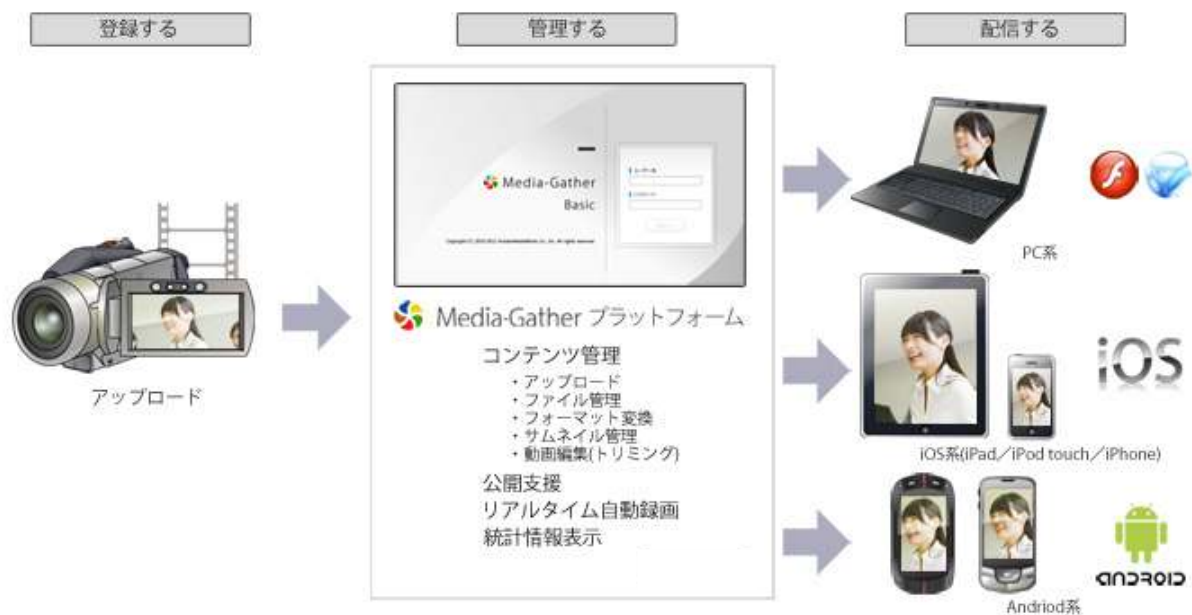 登録する
管理する
配信する
Media-Gather
Basic
PC系
アップロード
Media-Gather プラットフォーム
コンテンツ管理
・アップロード
・ファイル管理
・フォーマット変換
・サムネイル管理
・動画編集(トリミング)
公開支援
リアルタイム自動録画
統計情報表示
iOS
iOS系(iPad／iPod touch／iPhone)
ANDROID
Andriod系